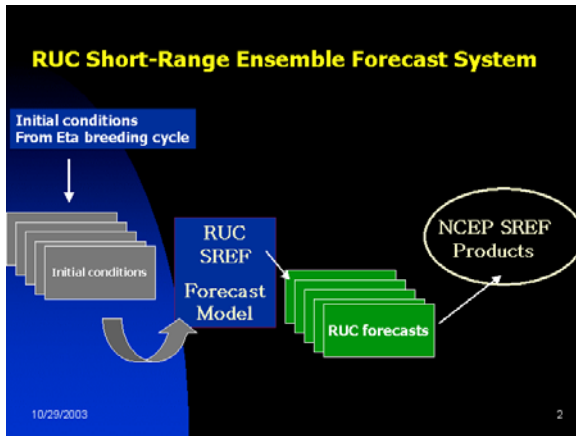 RUC Short-Range Ensemble Forecast System
Initial conditions
From Eta breeding cycle
Initial conditions
RUC
SREF
Forecast
Model
RUC forecasts
NCEP SREF
Products
10/29/2003
2